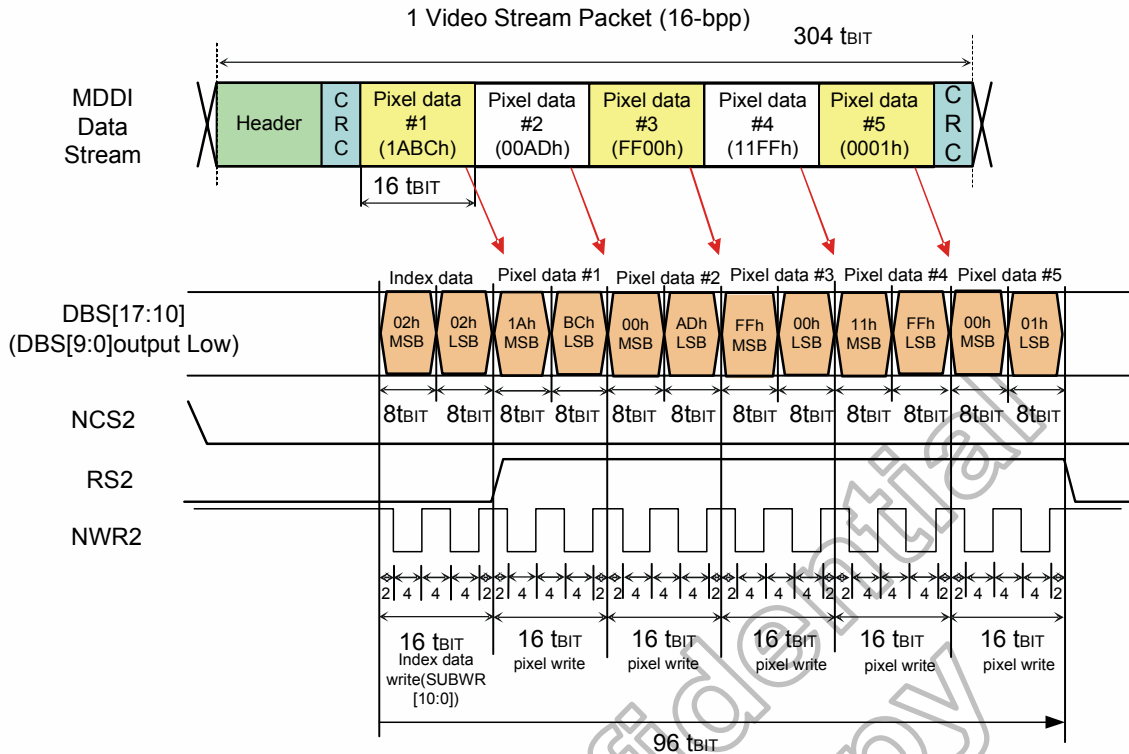 1 Video Stream Packet (16-bpp)
304 tBIT
MDDI
Data
Stream
Header
C
R
C
Pixel data
#1
(1ABCh)
Pixel data
#2
(00ADh)
Pixel data
#3
(FF00h)
Pixel data
#4
(11FFh)
Pixel data
#5
(0001h)
C
R
C
16 tBIT
Index data
Pixel data #1
Pixel data #2
Pixel data #3
Pixel data #4
Pixel data #5
DBS[17:10]
(DBS[9:0]output Low)
02h
MSB
02h
LSB
1Ah
MSB
BCh
LSB
00h
MSB
ADh
LSB
FFh
MSB
00h
LSB
11h
MSB
FFh
LSB
00h
MSB
01h
LSB
8tBIT 8tBIT 8tBIT 8tBIT 8tBIT 8tBIT 8tBIT 8tBIT 8tBIT 8tBIT 8tBIT 8tBIT
NCS2
RS2
NWR2
2 4 4 4 2 2 4 4 4 2 2 4 4 4 2 2 4 4 4 2 2 4 4 4 2 2 4 4 4 2
16 tBIT
Index data
write(SUBWR
[10:0])
16 tBIT
pixel write
16 tBIT
pixel write
16 tBIT
pixel write
16 tBIT
pixel write
16 tBIT
pixel write
96 tBIT
fidential
py